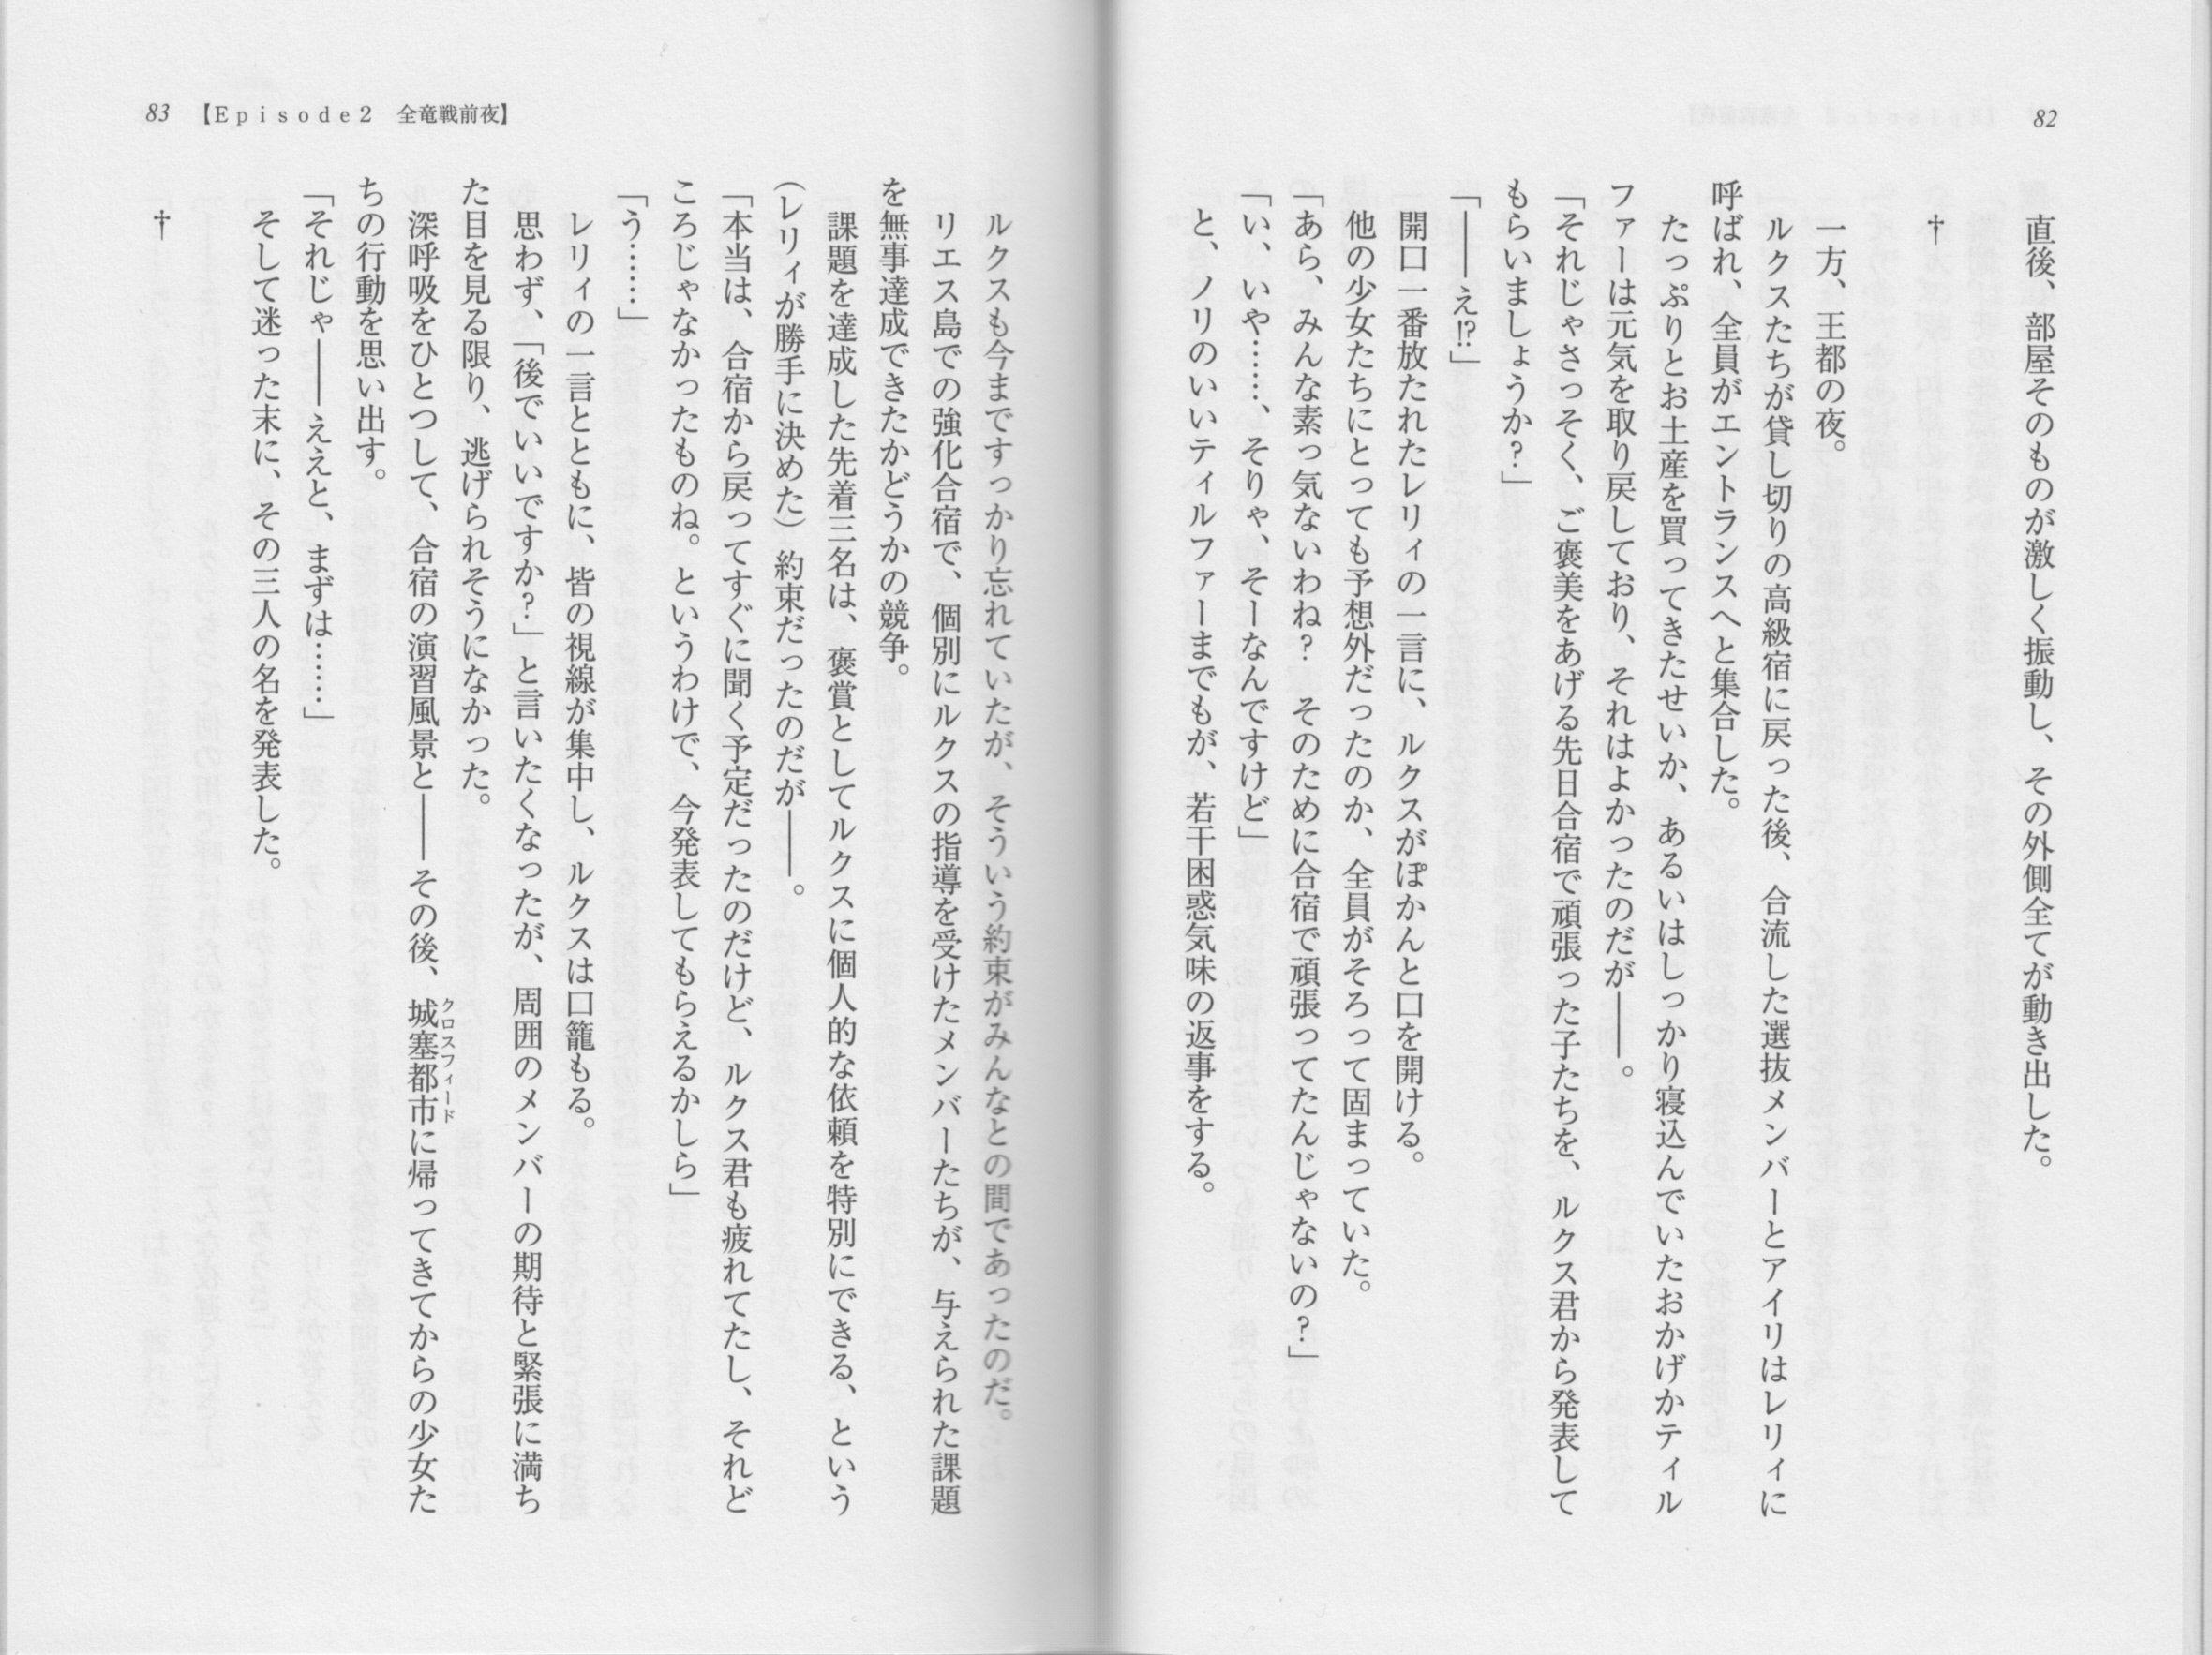 82
直後、部屋そのものが激しく振動し、その外側全てが動き出した。
†
一方、王都の夜。
ルクスたちが貸し切りの高級宿に戻った後、合流した選抜メンバーとアイリはレリィに
呼ばれ、全員がエントランスへと集合した。
たっぷりとお土産を買ってきたせいか、あるいはしっかり寝込んでいたおかげかティル
ファーは元気を取り戻しており、それはよかったのだが――。
「それじゃさっそく、ご褒美をあげる先日合宿で頑張った子たちを、ルクス君から発表して
もらいましょうか？」
「――え!?」
開口一番放たれたレリィの一言に、ルクスがぽかんと口を開ける。
他の少女たちにとっても予想外だったのか、全員がそろって固まっていた。
「あら、みんな素っ気ないわね？　そのために合宿で頑張ってたんじゃないの？」
「い、いや……、そりゃ、そーなんですけど」
と、ノリのいいティルファーまでもが、若干困惑気味の返事をする。
83 【Ｅｐｉｓｏｄｅ２　全竜戦前夜】
ルクスも今まですっかり忘れていたが、そういう約束がみんなとの間であったのだ。
リエス島での強化合宿で、個別にルクスの指導を受けたメンバーたちが、与えられた課題
を無事達成できたかどうかの競争。
課題を達成した先着三名は、褒賞としてルクスに個人的な依頼を特別にできる、という
（レリィが勝手に決めた）約束だったのだが――。
「本当は、合宿から戻ってすぐに聞く予定だったのだけど、ルクス君も疲れてたし、それど
ころじゃなかったものね。というわけで、今発表してもらえるかしら」
「う……」
レリィの一言とともに、皆の視線が集中し、ルクスは口籠もる。
思わず、「後でいいですか？」と言いたくなったが、周囲のメンバーの期待と緊張に満ち
た目を見る限り、逃げられそうになかった。
深呼吸をひとつして、合宿の演習風景と――その後、城塞都市に帰ってきてからの少女た
クロスフィード
ちの行動を思い出す。
「それじゃ――ええと、まずは……」
そして迷った末に、その三人の名を発表した。
†